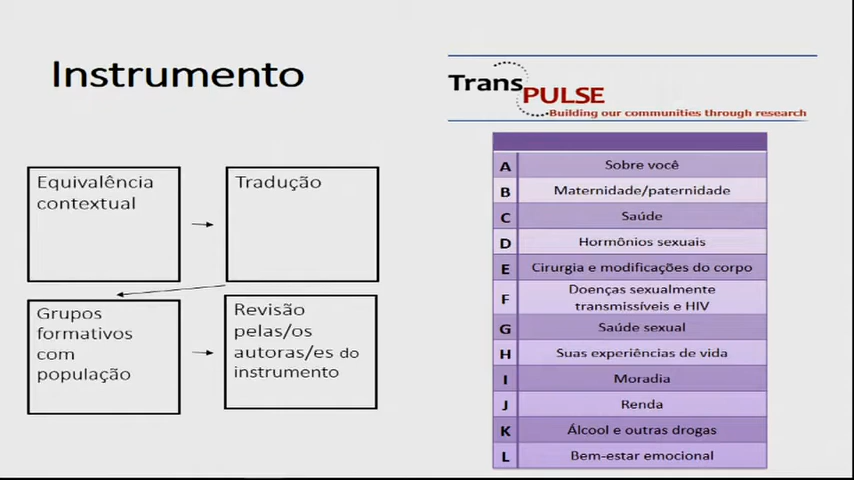 Instrumento
Equivalência
contextual
Tradução
Grupos
formativos
com
população
Revisão
pelas/os
autoras/es do
instrumento
Trans
PULSE
Building our communities through research
A Sobre você
B Maternidade/paternidade
C Saúde
D Hormônios sexuais
E Cirurgia e modificações do corpo
F Doenças sexualmente
transmissíveis e HIV
G Saúde sexual
H Suas experiências de vida
I Moradia
J Renda
K Álcool e outras drogas
L Bem-estar emocional